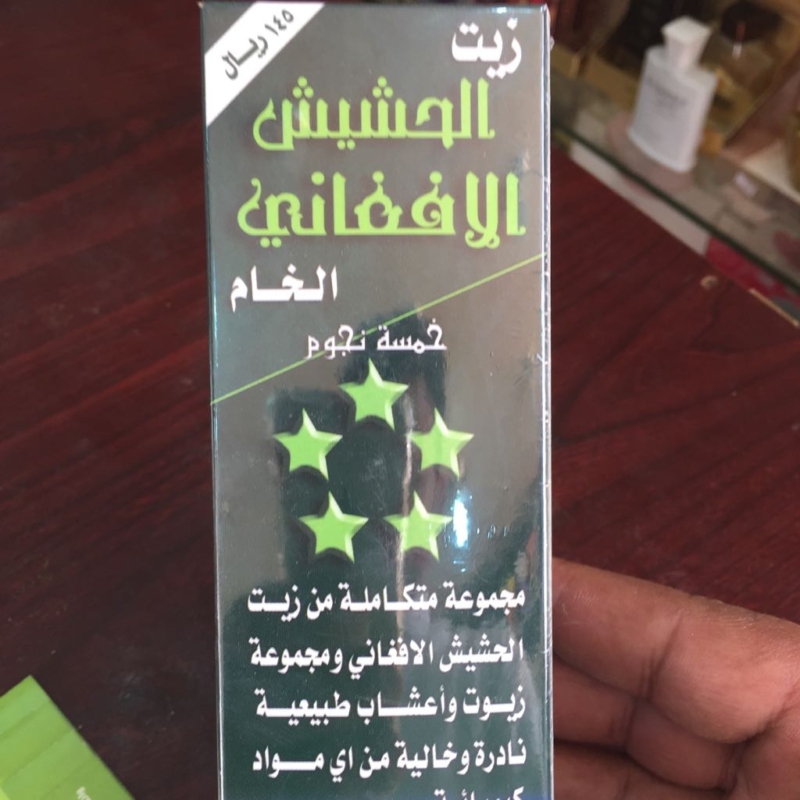 ١٤٥ ريال
زيت
الحشيش
الافغاني
الخام
خمسة نجوم
مجموعة متكاملة من زيت
الحشيش الافغاني ومجموعة
زيوت وأعشاب طبيعية
نادرة وخالية من اي مواد